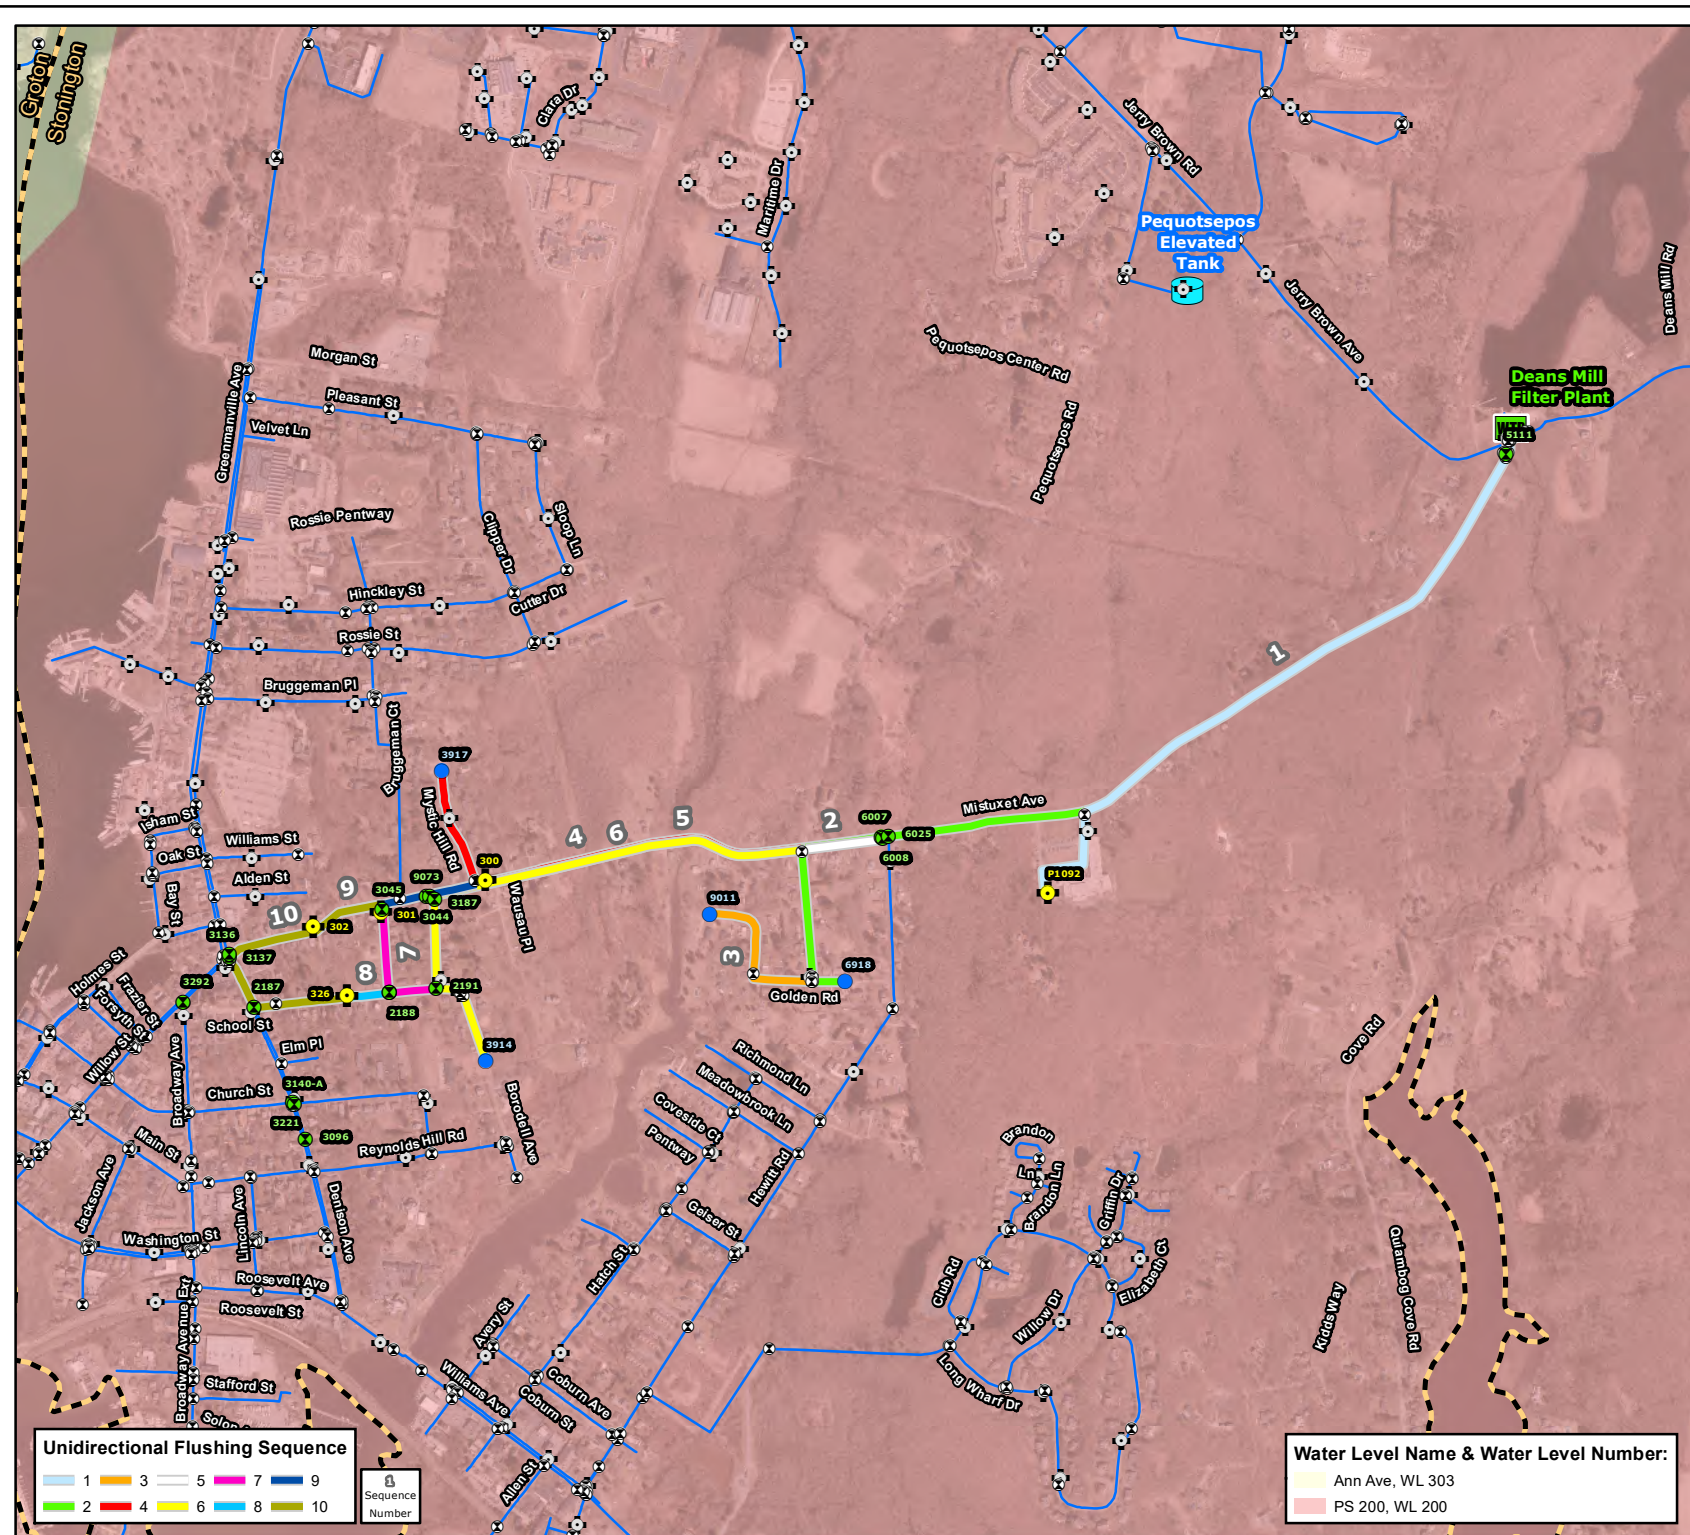 Groton
Stonington
Clara Dr
Maritime Dr
Jerry Brown Rd
Pequotsepos
Elevated
Tank
Jerry Brown Ave
Deans Mill Rd
Pequotsepos Center Rd
Pequotsepos Rd
Deans Mill
Filter Plant
5111
Morgan St
Pleasant St
Velvet Ln
Greenmanville Ave
Rossie Pentway
Clipper Dr
Sloop Ln
Hinckley St
Cutter Dr
Rossie St
Bruggeman Pl
Bruggeman Ct
1
3917
Mystic Hill Rd
4
6
5
2
6007
6025
6008
Mistuxet Ave
P1092
Isham St
Williams St
Oak St
Alden St
Bay St
300
Wausau Pl
9073
3045
3187
301
3044
9
10
302
7
8
9011
3
6918
Golden Rd
3136
3137
3292
2187
326
2188
2191
3914
Holmes St
Frazier St
Forsyth St
Willow St
School St
Elm Pl
Broadway Ave
Church St
3140-A
3221
3096
Reynolds Hill Rd
Borodell Ave
Main St
Jackson Ave
Lincoln Ave
Denison Ave
Washington St
Roosevelt Ave
Roosevelt St
Broadway Avenue Ext
Stafford St
Richmond Ln
Meadowbrook Ln
Coveside Ct
Pentway
Hewitt Rd
Geiser St
Hatch St
Avery St
Williams Ave
Coburn Ave
Coburn St
Allen St
Brandon
Ln
Brandon Ln
Griffin Dr
Elizabeth Ct
Club Rd
Willow Dr
Long Wharf Dr
Cove Rd
Kidds Way
Quiambog Cove Rd
Unidirectional Flushing Sequence
1 3 5 7 9
2 4 6 8 10
1
Sequence
Number
Water Level Name & Water Level Number:
Ann Ave, WL 303
PS 200, WL 200